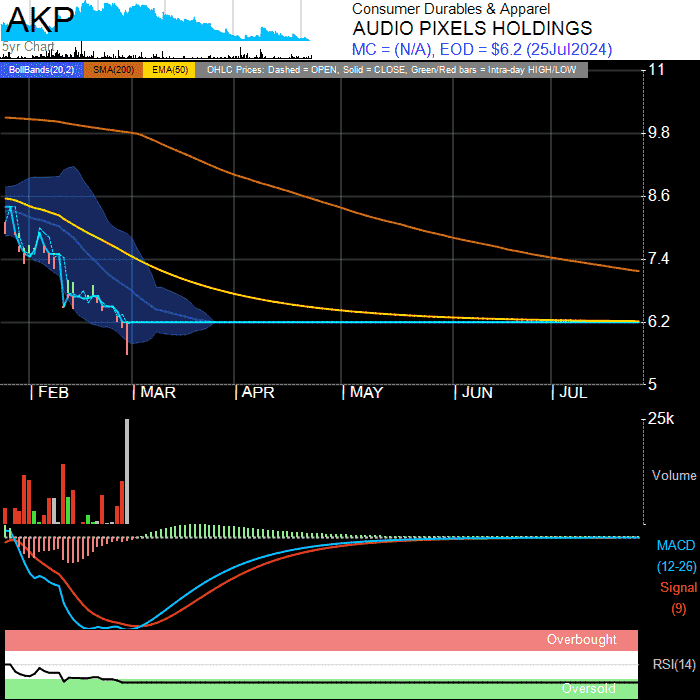 AKP
5yr Chart
Consumer Durables & Apparel
AUDIO PIXELS HOLDINGS
MC = (N/A), EOD = $6.2 (25Jul2024)
BollBands(20,2) SMA(200) EMA(50) OHLC Prices: Dashed = OPEN, Solid = CLOSE, Green/Red bars = Intra-day HIGH/LOW
11
9.8
8.6
7.4
6.2
5
FEB MAR APR MAY JUN JUL
25k
Volume
MACD
(12-26)
Signal
(9)
Overbought
RSI(14)
Oversold